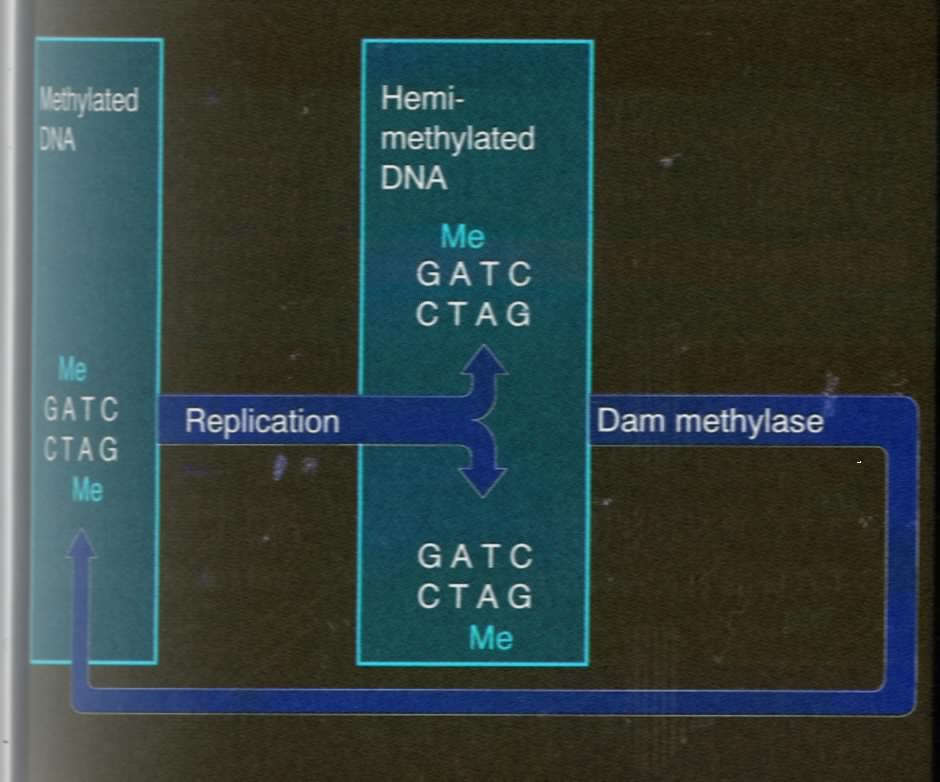 Methylated
DNA
Me
GATC
CTAG
Me
Replication
Hemi-
methylated
DNA
Me
GATC
CTAG
GATC
CTAG
Me
Dam methylase